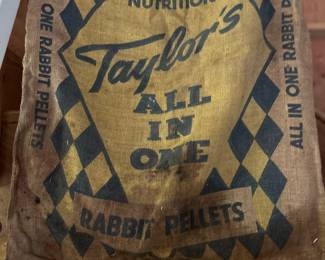 NUTRITION
Taylor's
ALL
IN
ONE
RABBIT PELLETS
ONE RABBIT PELLETS
ALL IN ONE RABBIT